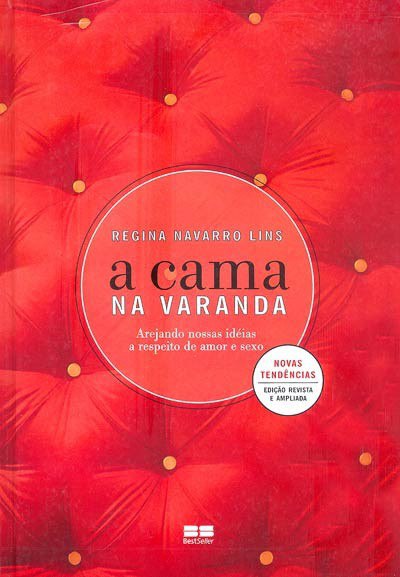 REGINA NAVARRO LINS
a cama
NA VARANDA
Arejando nossas idéias
a respeito de amor e sexo
NOVAS
TENDÊNCIAS
EDIÇÃO REVISTA
E AMPLIADA
BestSeller